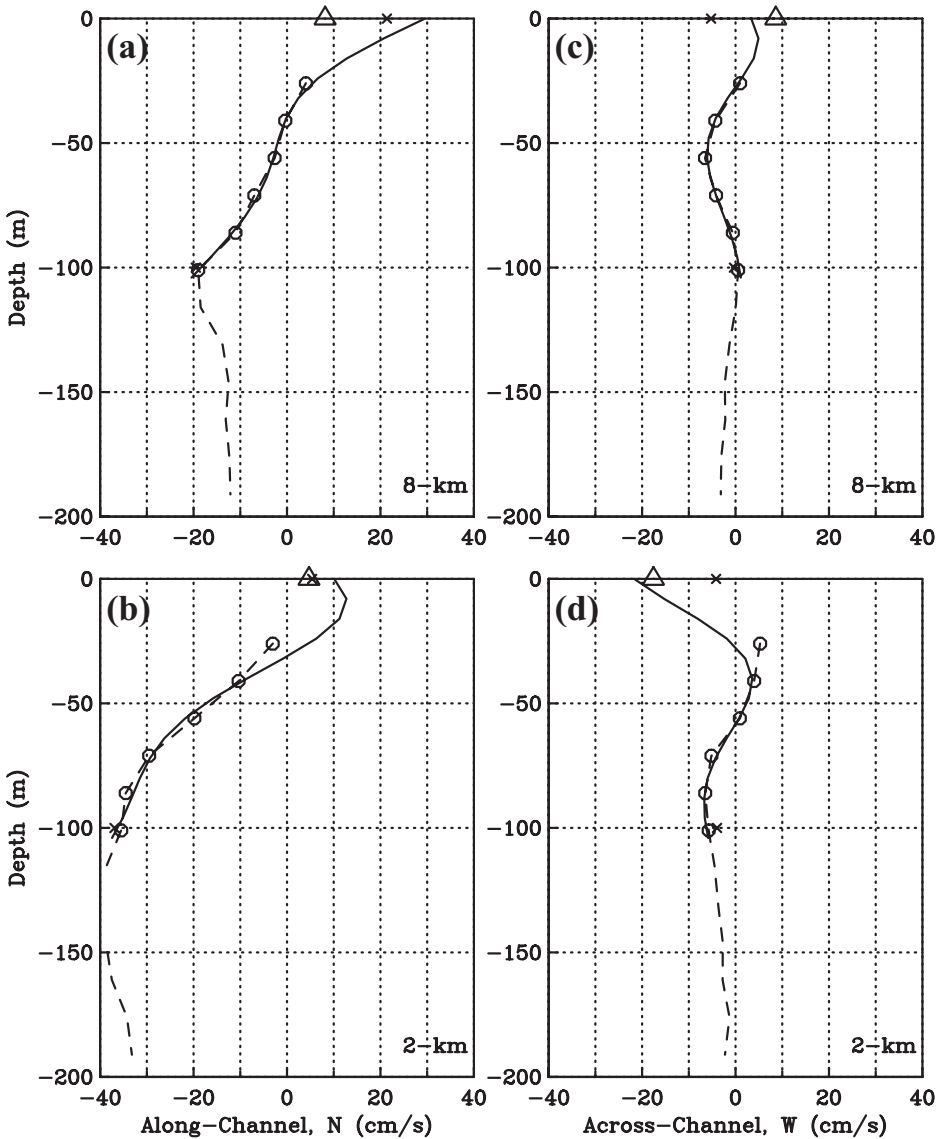 (a)
(c)
0
−50
−100
−150
−200
Depth (m)
8−km
−40 −20 0 20 40
0
−50
−100
−150
−200
8−km
−40 −20 0 20 40
(b)
(d)
0
−50
−100
−150
−200
Depth (m)
2−km
−40 −20 0 20 40
Along−Channel, N (cm/s)
0
−50
−100
−150
−200
2−km
−40 −20 0 20 40
Across−Channel, W (cm/s)